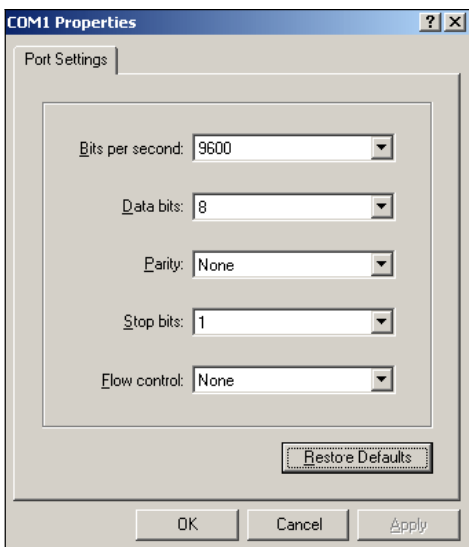 COM1 Properties
Port Settings
Bits per second: 9600
Data bits: 8
Parity: None
Stop bits: 1
Flow control: None
Restore Defaults
OK Cancel Apply